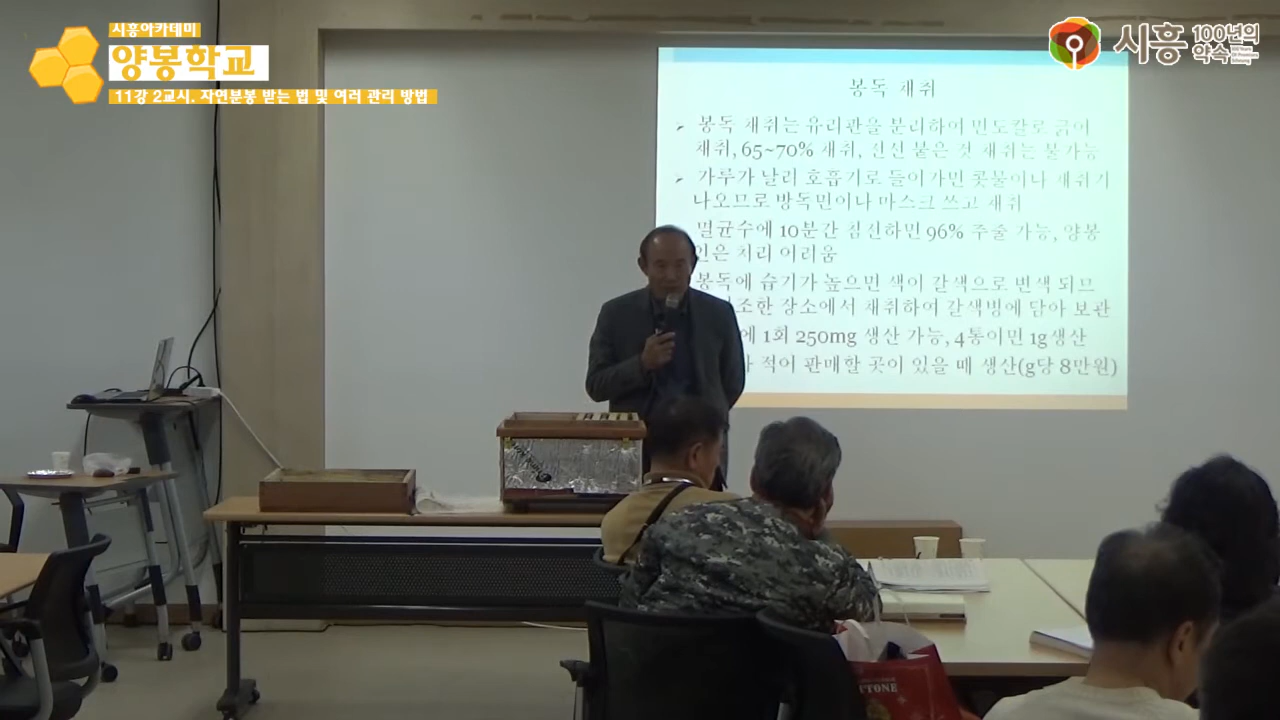 시흥아카데미
양봉학교
11강 2교시. 자연분봉 받는 법 및 여러 관리 방법
시흥 100년의 약속
봉독 채취
봉독 채취는 유리관을 분리하여 면도칼로 긁어
채취, 65~70% 채취, 전선 붙은 것 채취는 불가능
가루가 날려 호흡기로 들어가면 콧물이나 재채기
나오므로 방독면이나 마스크 쓰고 채취
멸균수에 10분간 침전하면 96% 추출 가능, 양봉
인은 처리 어려움
봉독에 습기가 높으면 색이 갈색으로 변색 되므
조한 장소에서 채취하여 갈색병에 담아 보관
에 1회 250mg 생산 가능, 4통이면 1g생산
적어 판매할 곳이 있을 때 생산(g당 8만원)
TTONE